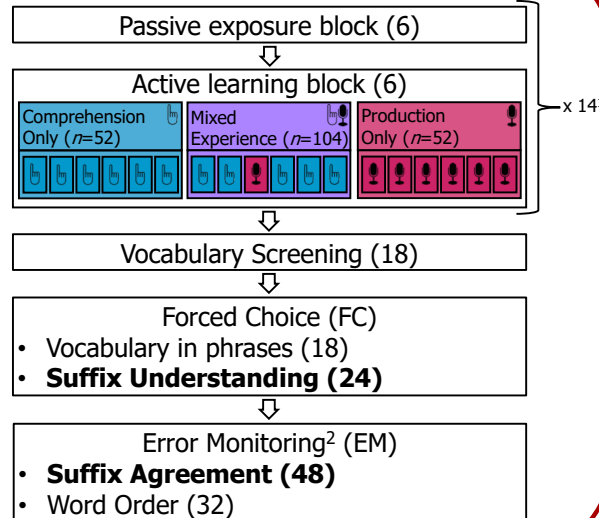 Passive exposure block (6)
Active learning block (6)
Comprehension
Only (n=52)
Mixed
Experience (n=104)
Production
Only (n=52)
x 14
Vocabulary Screening (18)
Forced Choice (FC)
• Vocabulary in phrases (18)
• Suffix Understanding (24)
Error Monitoring² (EM)
• Suffix Agreement (48)
• Word Order (32)